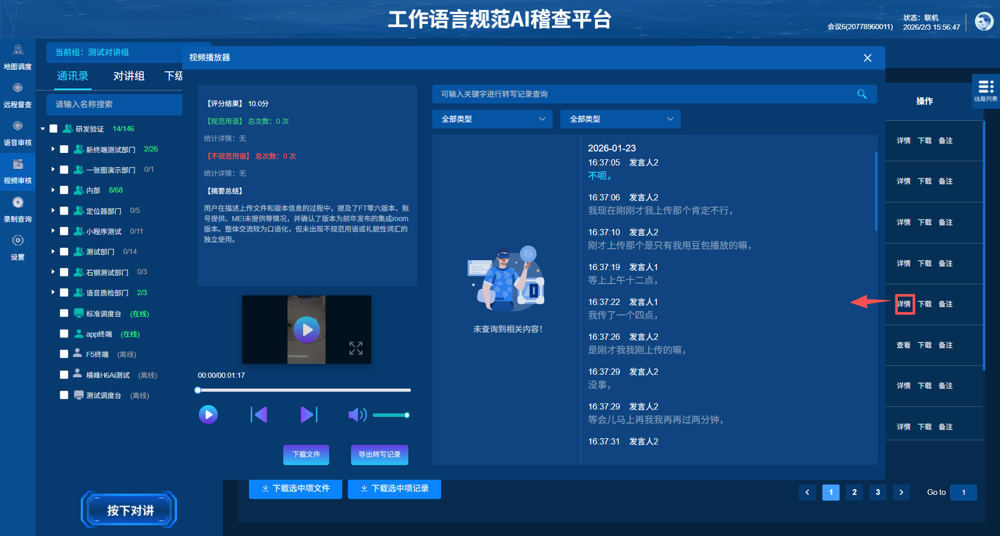 工作语言规范AI稽查平台
会议6(20778960011)
状态：联机
2026/2/3 15:56:47
地图调度
远程督查
语音审核
视频审核
录制查询
设置
当前组：测试对讲组
通讯录 对讲组 下级
请输入名称搜索
研发验证 14/146
新终端测试部门 2/26
一张图演示部门 0/1
内部 8/68
定位器部门 0/5
小程序测试 0/11
测试部门 0/14
石钢测试部门 0/3
语音质检部门 2/3
标准调度台 (在线)
app终端 (在线)
F5终端 (离线)
横峰H6Ai测试 (离线)
测试调度台 (离线)
按下对讲
视频播放器
【评分结果】 10.0分
【规范用语】 总次数：0 次
统计详情：无
【不规范用语】 总次数：0 次
统计详情：无
【摘要总结】
用户在描述上传文件和版本信息的过程中，提及了FT零六版本、账
号提供、MEI未提供等情况，并确认了版本为前年发布的集成room
版本。整体交流较为口语化，但未出现不规范用语或礼貌性词汇的
独立使用。
00:00/00:01:17
下载文件 导出转写记录
可输入关键字进行转写记录查询
全部类型 全部类型
未查询到相关内容！
2026-01-23
16:37:05 发言人2
不呃，
16:37:06 发言人2
我现在刚刚才我上传那个肯定不行，
16:37:10 发言人2
刚才上传那个是只有我用豆包播放的嘛，
16:37:19 发言人1
等上上午十二点，
16:37:22 发言人1
我传了一个四点，
16:37:26 发言人2
是刚才我我刚上传的嘛，
16:37:29 发言人2
没事，
16:37:29 发言人2
等会儿马上再我我再再过两分钟，
16:37:31 发言人2
操作
详情 下载 备注
详情 下载 备注
详情 下载 备注
详情 下载 备注
详情 下载 备注
查看 下载 备注
详情 下载 备注
详情 下载 备注
线路列表
下载选中项文件 下载选中项记录
1 2 3 Go to 1